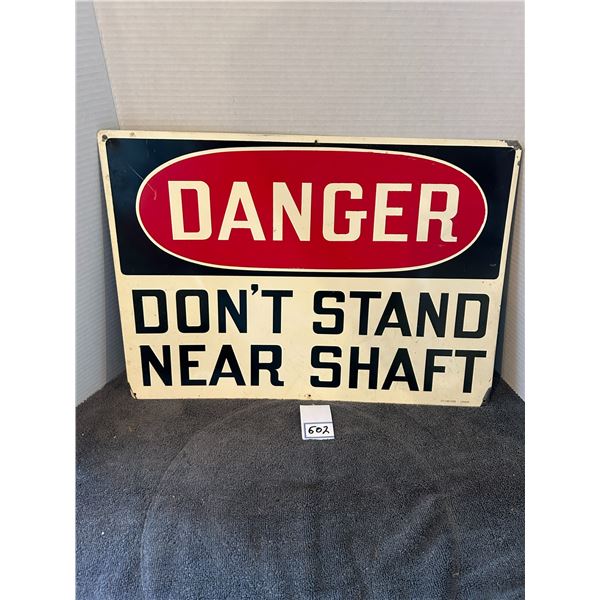 DANGER
DON'T STAND
NEAR SHAFT
602